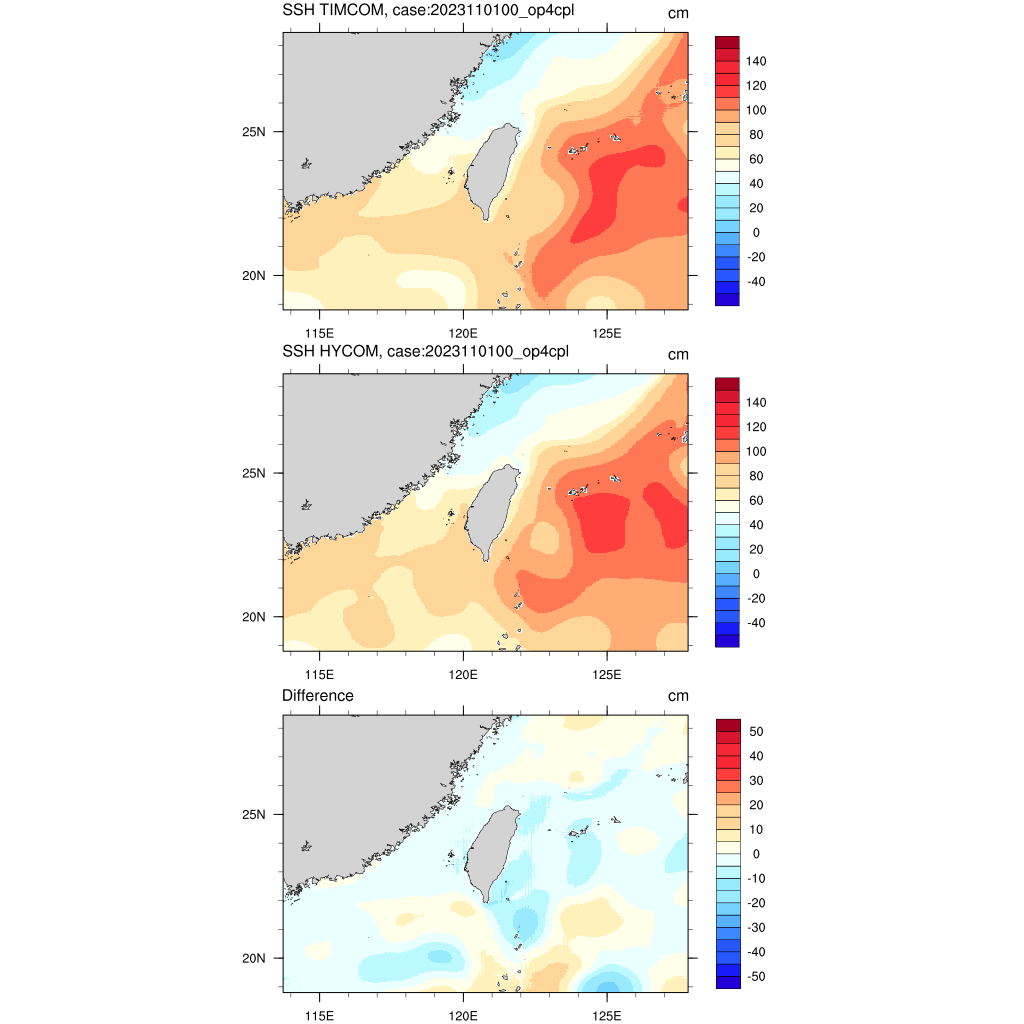 SSH TIMCOM, case:2023110100_op4cpl
cm
140
120
100
80
60
40
20
0
-20
-40
25N
20N
115E 120E 125E
SSH HYCOM, case:2023110100_op4cpl
cm
140
120
100
80
60
40
20
0
-20
-40
25N
20N
115E 120E 125E
Difference
cm
50
40
30
20
10
0
-10
-20
-30
-40
-50
25N
20N
115E 120E 125E